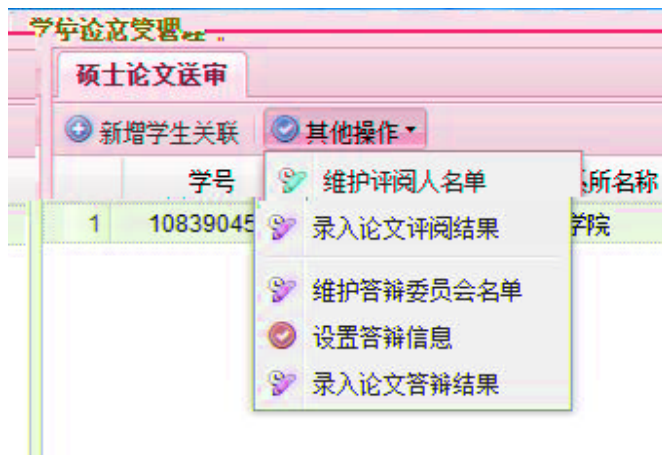 硕士论文送审
新增学生关联 其他操作
学号 维护评阅人名单 所名称
1 10839045 录入论文评阅结果 学院
维护答辩委员会名单
设置答辩信息
录入论文答辩结果